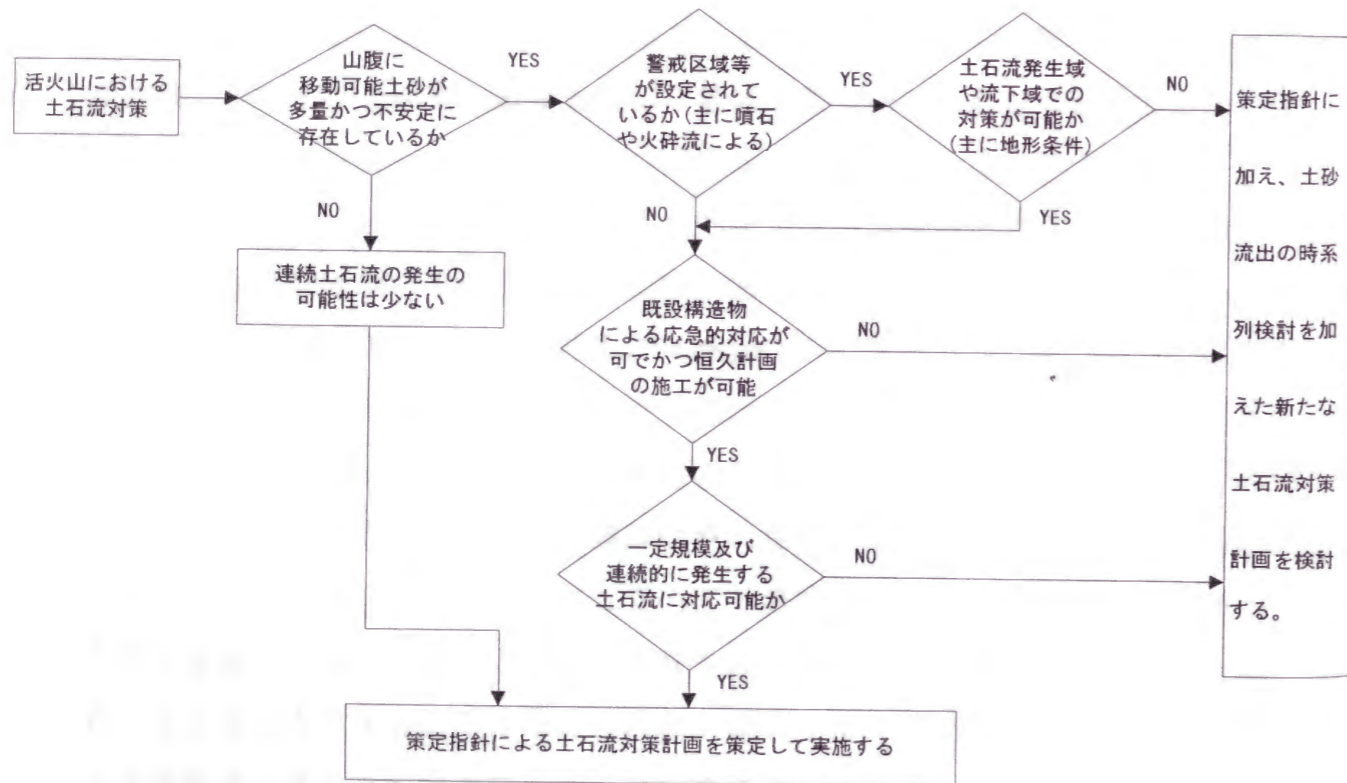 活火山における
土石流対策
山腹に
移動可能土砂が
多量かつ不安定に
存在しているか
YES
警戒区域等
が設定されて
いるか(主に噴石
や火砕流による)
YES
土石流発生域
や流下域での
対策が可能か
(主に地形条件)
NO
策定指針に
加え、土砂
流出の時系
列検討を加
えた新たな
土石流対策
計画を検討
する。
NO
NO
YES
連続土石流の発生の
可能性は少ない
既設構造物
による応急的対応が
可でかつ恒久計画
の施工が可能
NO
YES
一定規模及び
連続的に発生する
土石流に対応可能か
NO
YES
策定指針による土石流対策計画を策定して実施する